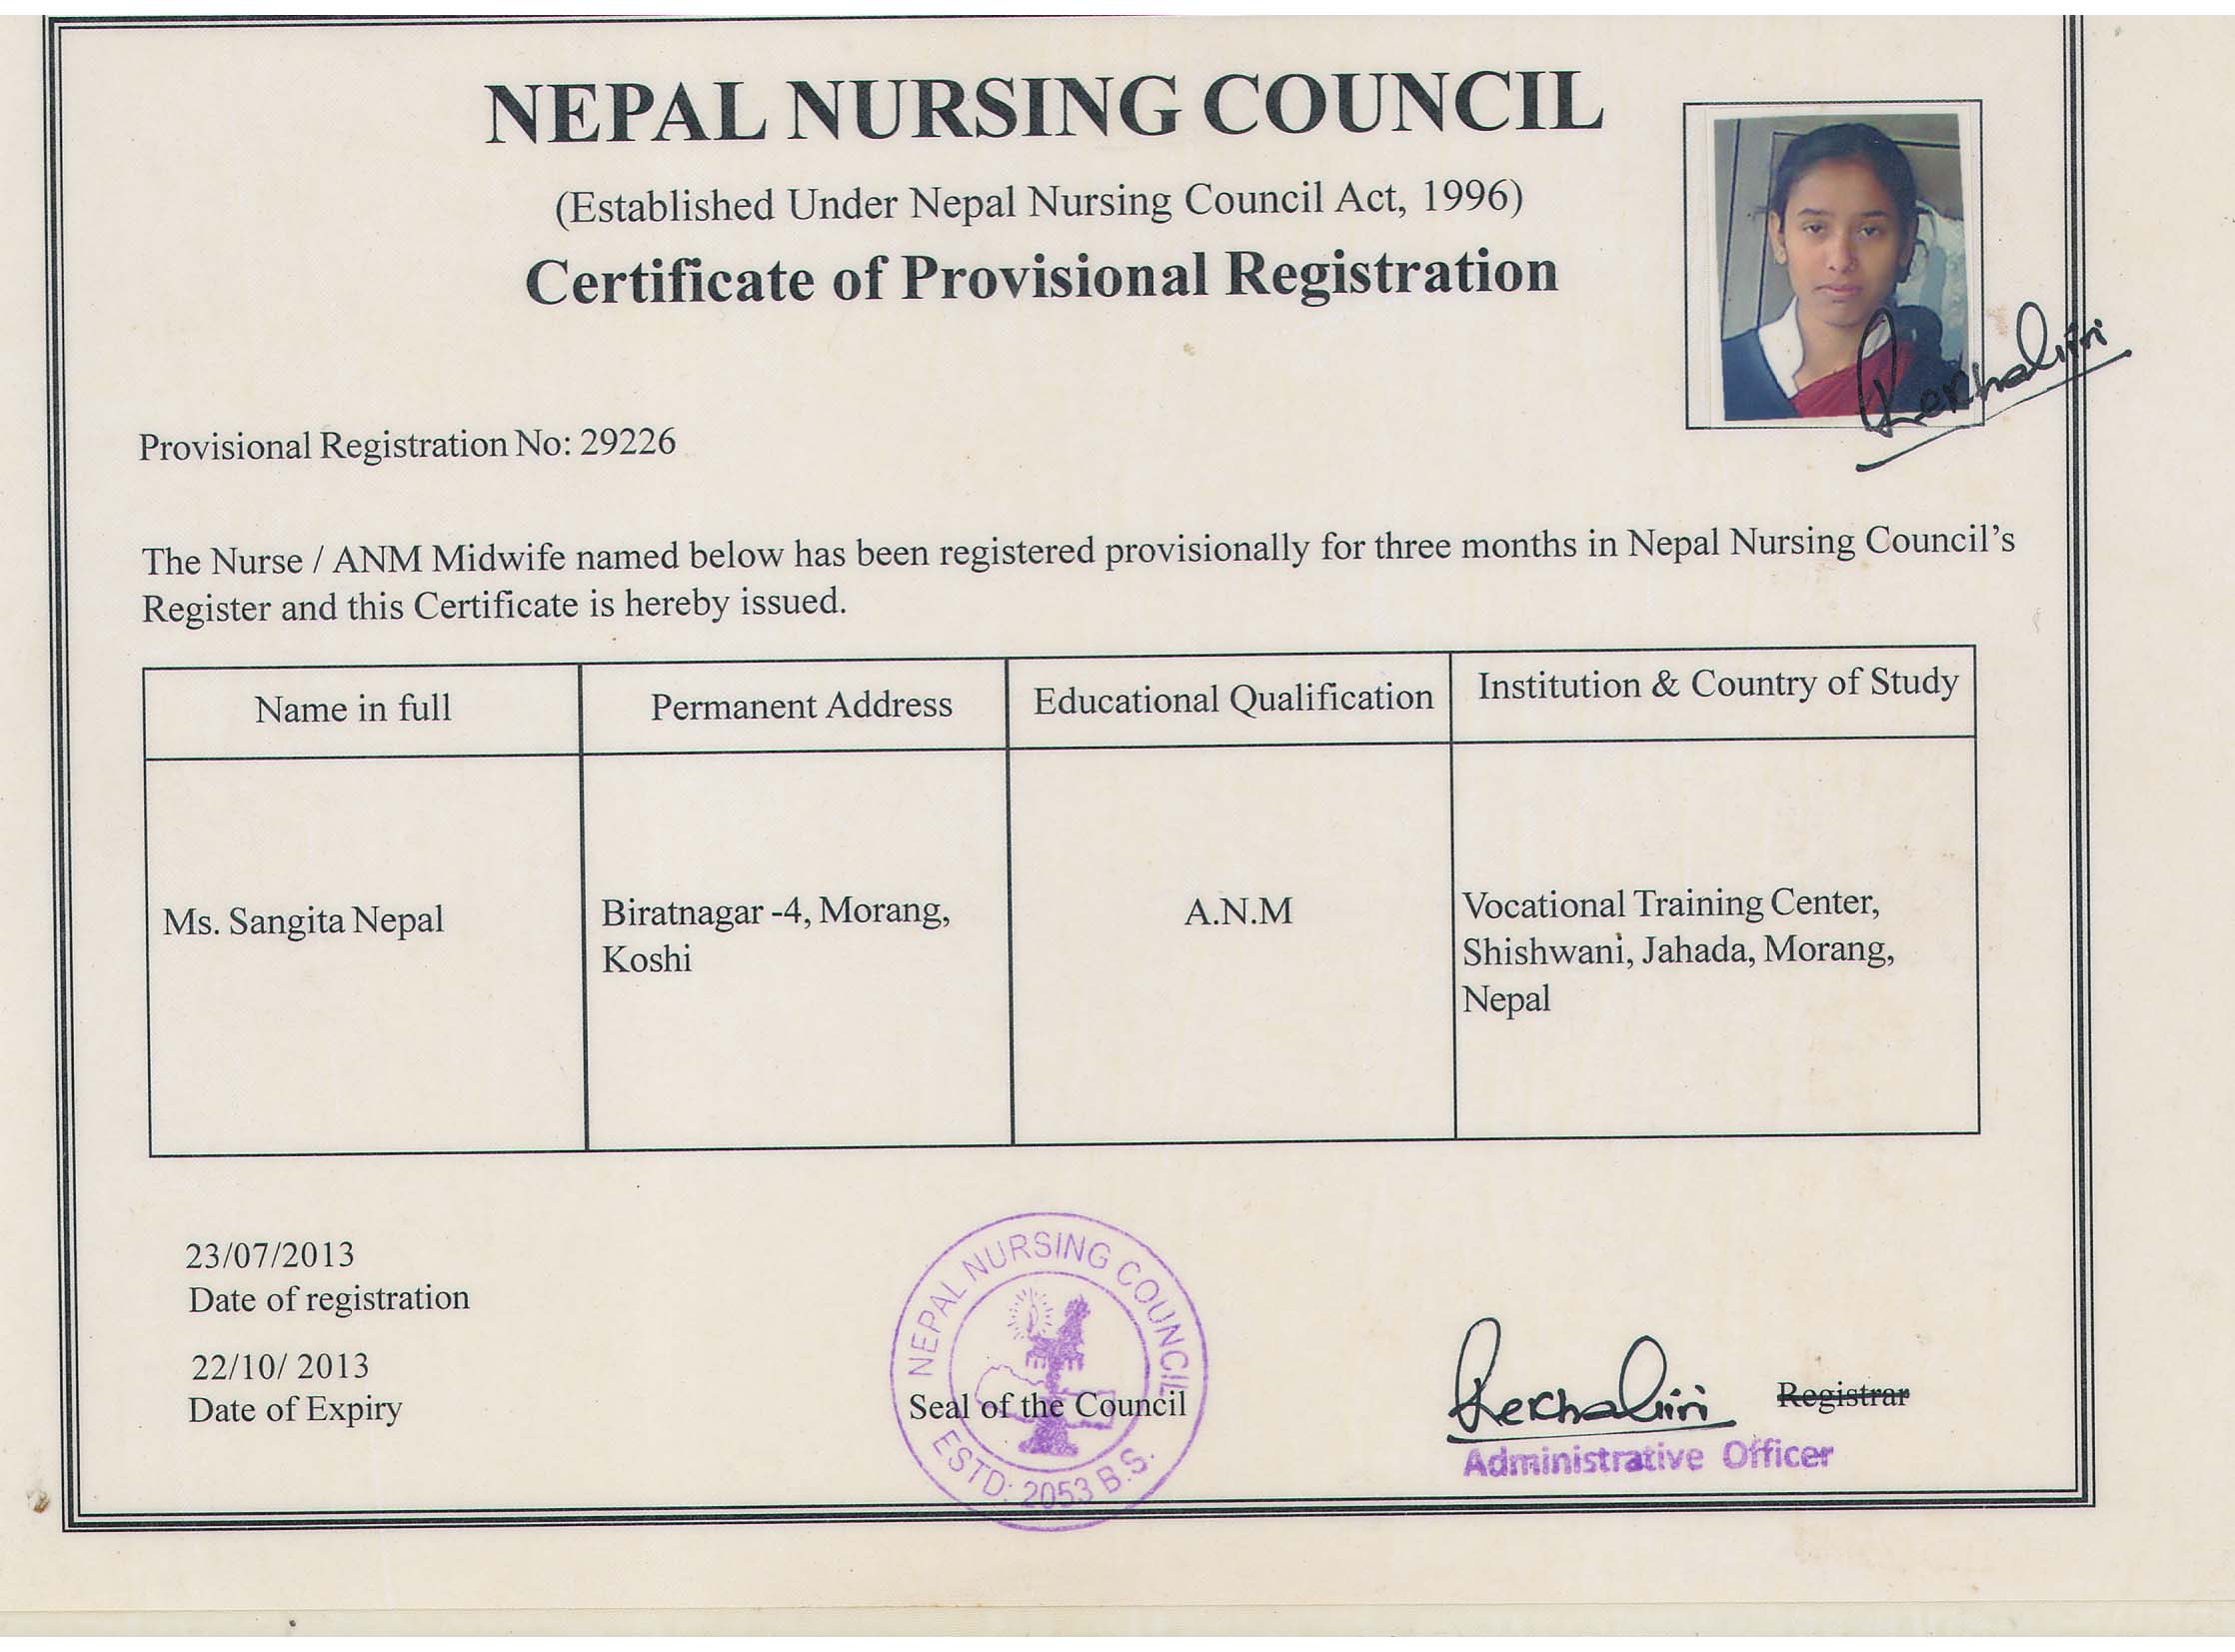 NEPAL NURSING COUNCIL
(Established Under Nepal Nursing Council Act, 1996)
Certificate of Provisional Registration
Provisional Registration No: 29226
The Nurse / ANM Midwife named below has been registered provisionally for three months in Nepal Nursing Council's
Register and this Certificate is hereby issued.
Name in full
Permanent Address
Educational Qualification
Institution & Country of Study
Ms. Sangita Nepal
Biratnagar -4, Morang,
Koshi
A.N.M
Vocational Training Center,
Shishwani, Jahada, Morang,
Nepal
23/07/2013
Date of registration
22/10/ 2013
Date of Expiry
NEPAL NURSING COUNCIL
Seal of the Council
ESTD: 2053 B.S.
Registrar
Administrative Officer